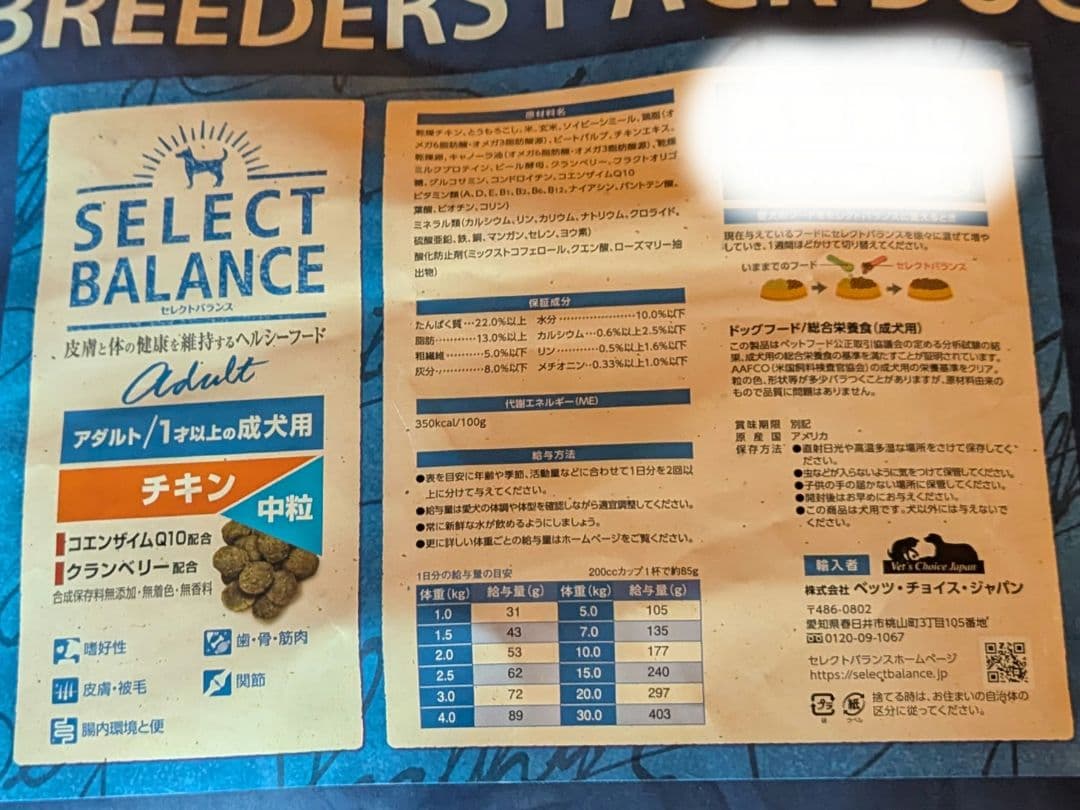 BREEDERS PACK
SELECT
BALANCE
セレクトバランス
皮膚と体の健康を維持するヘルシーフード
adult
アダルト/1才以上の成犬用
チキン
中粒
コエンザイムQ10配合
クランベリー配合
合成保存料無添加・無着色・無香料
嗜好性
歯・骨・筋肉
皮膚・被毛
関節
腸内環境と便
原材料名
乾燥チキン、とうもろこし、米、玄米、ソイビーンミール、鶏脂(オ
メガ6脂肪酸・オメガ3脂肪酸源)、ビートパルプ、チキンエキス、
乾燥卵、キャノーラ油(オメガ6脂肪酸・オメガ3脂肪酸源)、乾燥
ミルクプロテイン、ビール酵母、クランベリー、フラクトオリゴ
糖、グルコサミン、コンドロイチン、コエンザイムQ10
ビタミン類(A、D、E、B1、B2、B6、B12、ナイアシン、パントテン酸、
葉酸、ビオチン、コリン)
ミネラル類(カルシウム、リン、カリウム、ナトリウム、クロライド、
硫酸亜鉛、鉄、銅、マンガン、セレン、ヨウ素)
酸化防止剤(ミックストコフェロール、クエン酸、ローズマリー抽
出物)
保証成分
たんぱく質…22.0%以上 水分…………10.0%以下
脂肪…………13.0%以上 カルシウム…0.6%以上2.5%以下
粗繊維…………5.0%以下 リン…………0.5%以上1.6%以下
灰分……………8.0%以下 メチオニン…0.33%以上1.0%以下
代謝エネルギー(ME)
350kcal/100g
給与方法
●表を目安に年齢や季節、活動量などに合わせて1日分を2回以
上に分けて与えてください。
●給与量は愛犬の体調や体型を確認しながら適宜調整してください。
●常に新鮮な水が飲めるようにしましょう。
●更に詳しい体重ごとの給与量はホームページをご覧ください。
1日分の給与量の目安 200ccカップ1杯で約85g
体重(kg) 給与量(g) 体重(kg) 給与量(g)
1.0 31 5.0 105
1.5 43 7.0 135
2.0 53 10.0 177
2.5 62 15.0 240
3.0 72 20.0 297
4.0 89 30.0 403
現在与えているフードにセレクトバランスを徐々に混ぜて増や
していき、1週間ほどかけて切り替えてください。
いままでのフード セレクトバランス
ドッグフード/総合栄養食(成犬用)
この製品はペットフード公正取引協議会の定める分析試験の結
果、成犬用の総合栄養食の基準を満たすことが証明されています。
AAFCO(米国飼料検査官協会)の成犬用の栄養基準をクリア。
粒の色、形状等が多少バラつくことがありますが、原材料由来の
もので品質に問題はありません。
賞味期限 別記
原産国 アメリカ
保存方法 ●直射日光や高温多湿な場所をさけて保存してく
ださい。
●虫などが入らないように気をつけて保管してください。
●子供の手の届かない場所に保管してください。
●開封後はお早めにお与えください。
●この商品は犬用です。犬以外には与えないで
ください。
輸入者
Vet's Choice Japan
株式会社 ベッツ・チョイス・ジャパン
〒486-0802
愛知県春日井市桃山町3丁目105番地
0120-09-1067
セレクトバランスホームページ
https://selectbalance.jp
プラ 紙 捨てる時は、お住まいの自治体の
区分に従ってください。